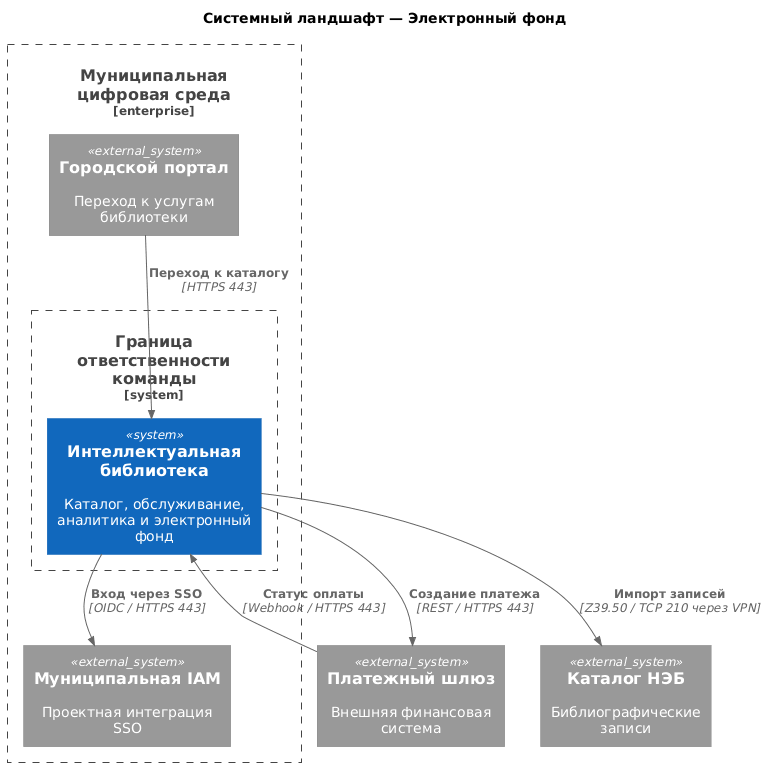 Системный ландшафт — Электронный фонд
Муниципальная
цифровая среда
[enterprise]
«external_system»
Городской портал
Переход к услугам
библиотеки
Переход к каталогу
[HTTPS 443]
Граница
ответственности
команды
[system]
«system»
Интеллектуальная
библиотека
Каталог, обслуживание,
аналитика и электронный
фонд
Вход через SSO
[OIDC / HTTPS 443]
Статус оплаты
[Webhook / HTTPS 443]
Создание платежа
[REST / HTTPS 443]
Импорт записей
[Z39.50 / TCP 210 через VPN]
«external_system»
Муниципальная IAM
Проектная интеграция
SSO
«external_system»
Платежный шлюз
Внешняя финансовая
система
«external_system»
Каталог НЭБ
Библиографические
записи